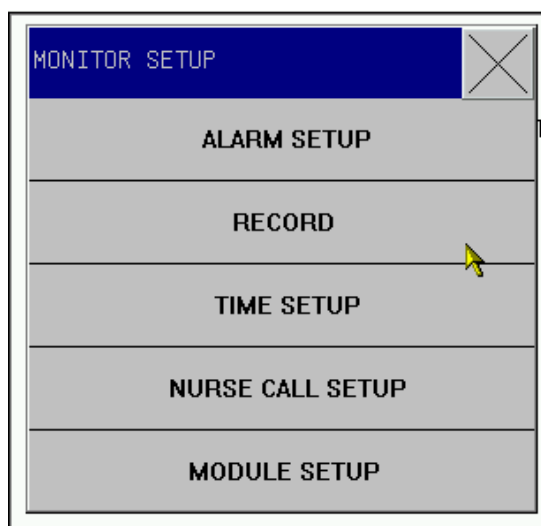 MONITOR SETUP
ALARM SETUP
RECORD
TIME SETUP
NURSE CALL SETUP
MODULE SETUP